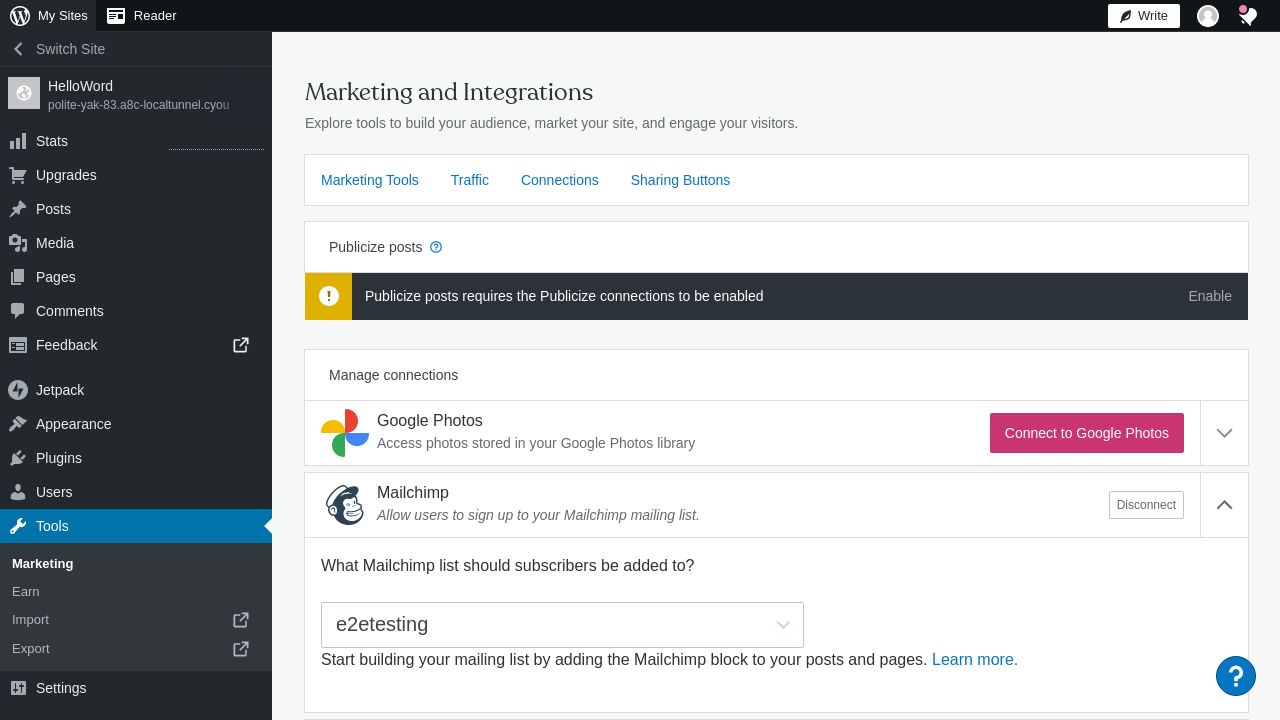 My Sites
Reader
Write
Switch Site
HelloWord
polite-yak-83.a8c-localtunnel.cyou
Stats
Upgrades
Posts
Media
Pages
Comments
Feedback
Jetpack
Appearance
Plugins
Users
Tools
Marketing
Earn
Import
Export
Settings
Marketing and Integrations
Explore tools to build your audience, market your site, and engage your visitors.
Marketing Tools Traffic Connections Sharing Buttons
Publicize posts
Publicize posts requires the Publicize connections to be enabled Enable
Manage connections
Google Photos
Access photos stored in your Google Photos library
Connect to Google Photos
Mailchimp
Allow users to sign up to your Mailchimp mailing list.
Disconnect
What Mailchimp list should subscribers be added to?
e2etesting
Start building your mailing list by adding the Mailchimp block to your posts and pages. Learn more.